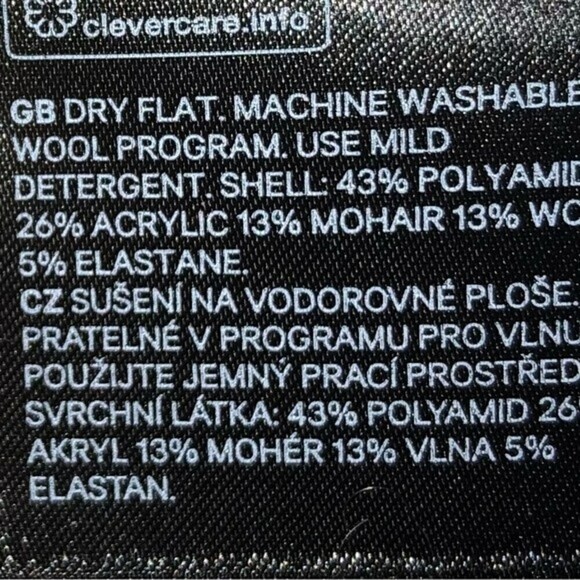 clevercare.info
GB DRY FLAT. MACHINE WASHABLE
WOOL PROGRAM. USE MILD
DETERGENT. SHELL: 43% POLYAMID
26% ACRYLIC 13% MOHAIR 13% WO
5% ELASTANE.
CZ SUŠENÍ NA VODOROVNÉ PLOŠE.
PRATELNÉ V PROGRAMU PRO VLNU
POUŽIJTE JEMNÝ PRACÍ PROSTŘED
SVRCHNÍ LÁTKA: 43% POLYAMID 26
AKRYL 13% MOHÉR 13% VLNA 5%
ELASTAN.